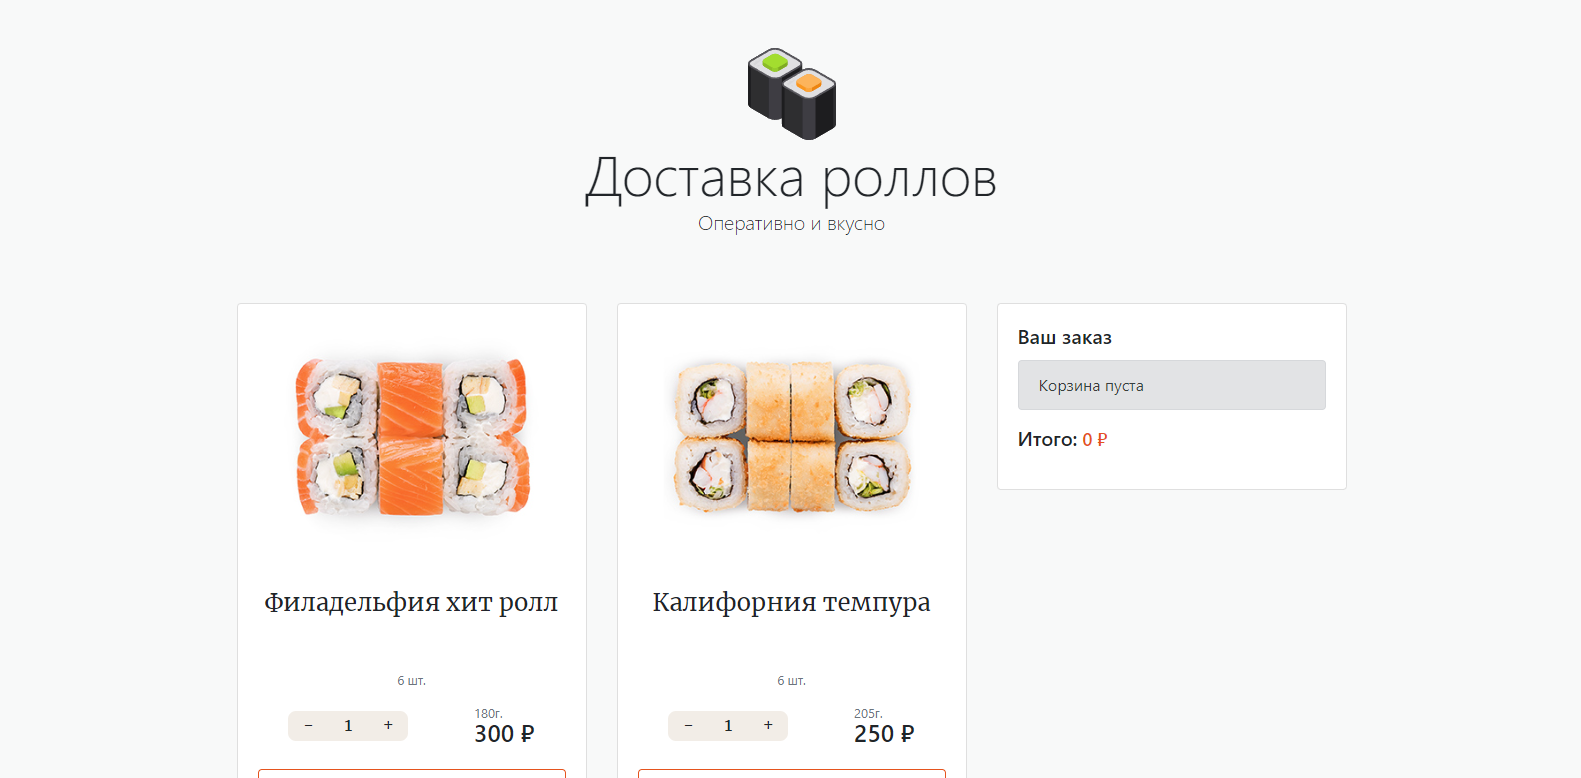 Доставка роллов
Оперативно и вкусно
Филадельфия хит ролл
6 шт.
- 1 +
180г.
300 ₽
Калифорния темпура
6 шт.
- 1 +
205г.
250 ₽
Ваш заказ
Корзина пуста
Итого: 0 ₽